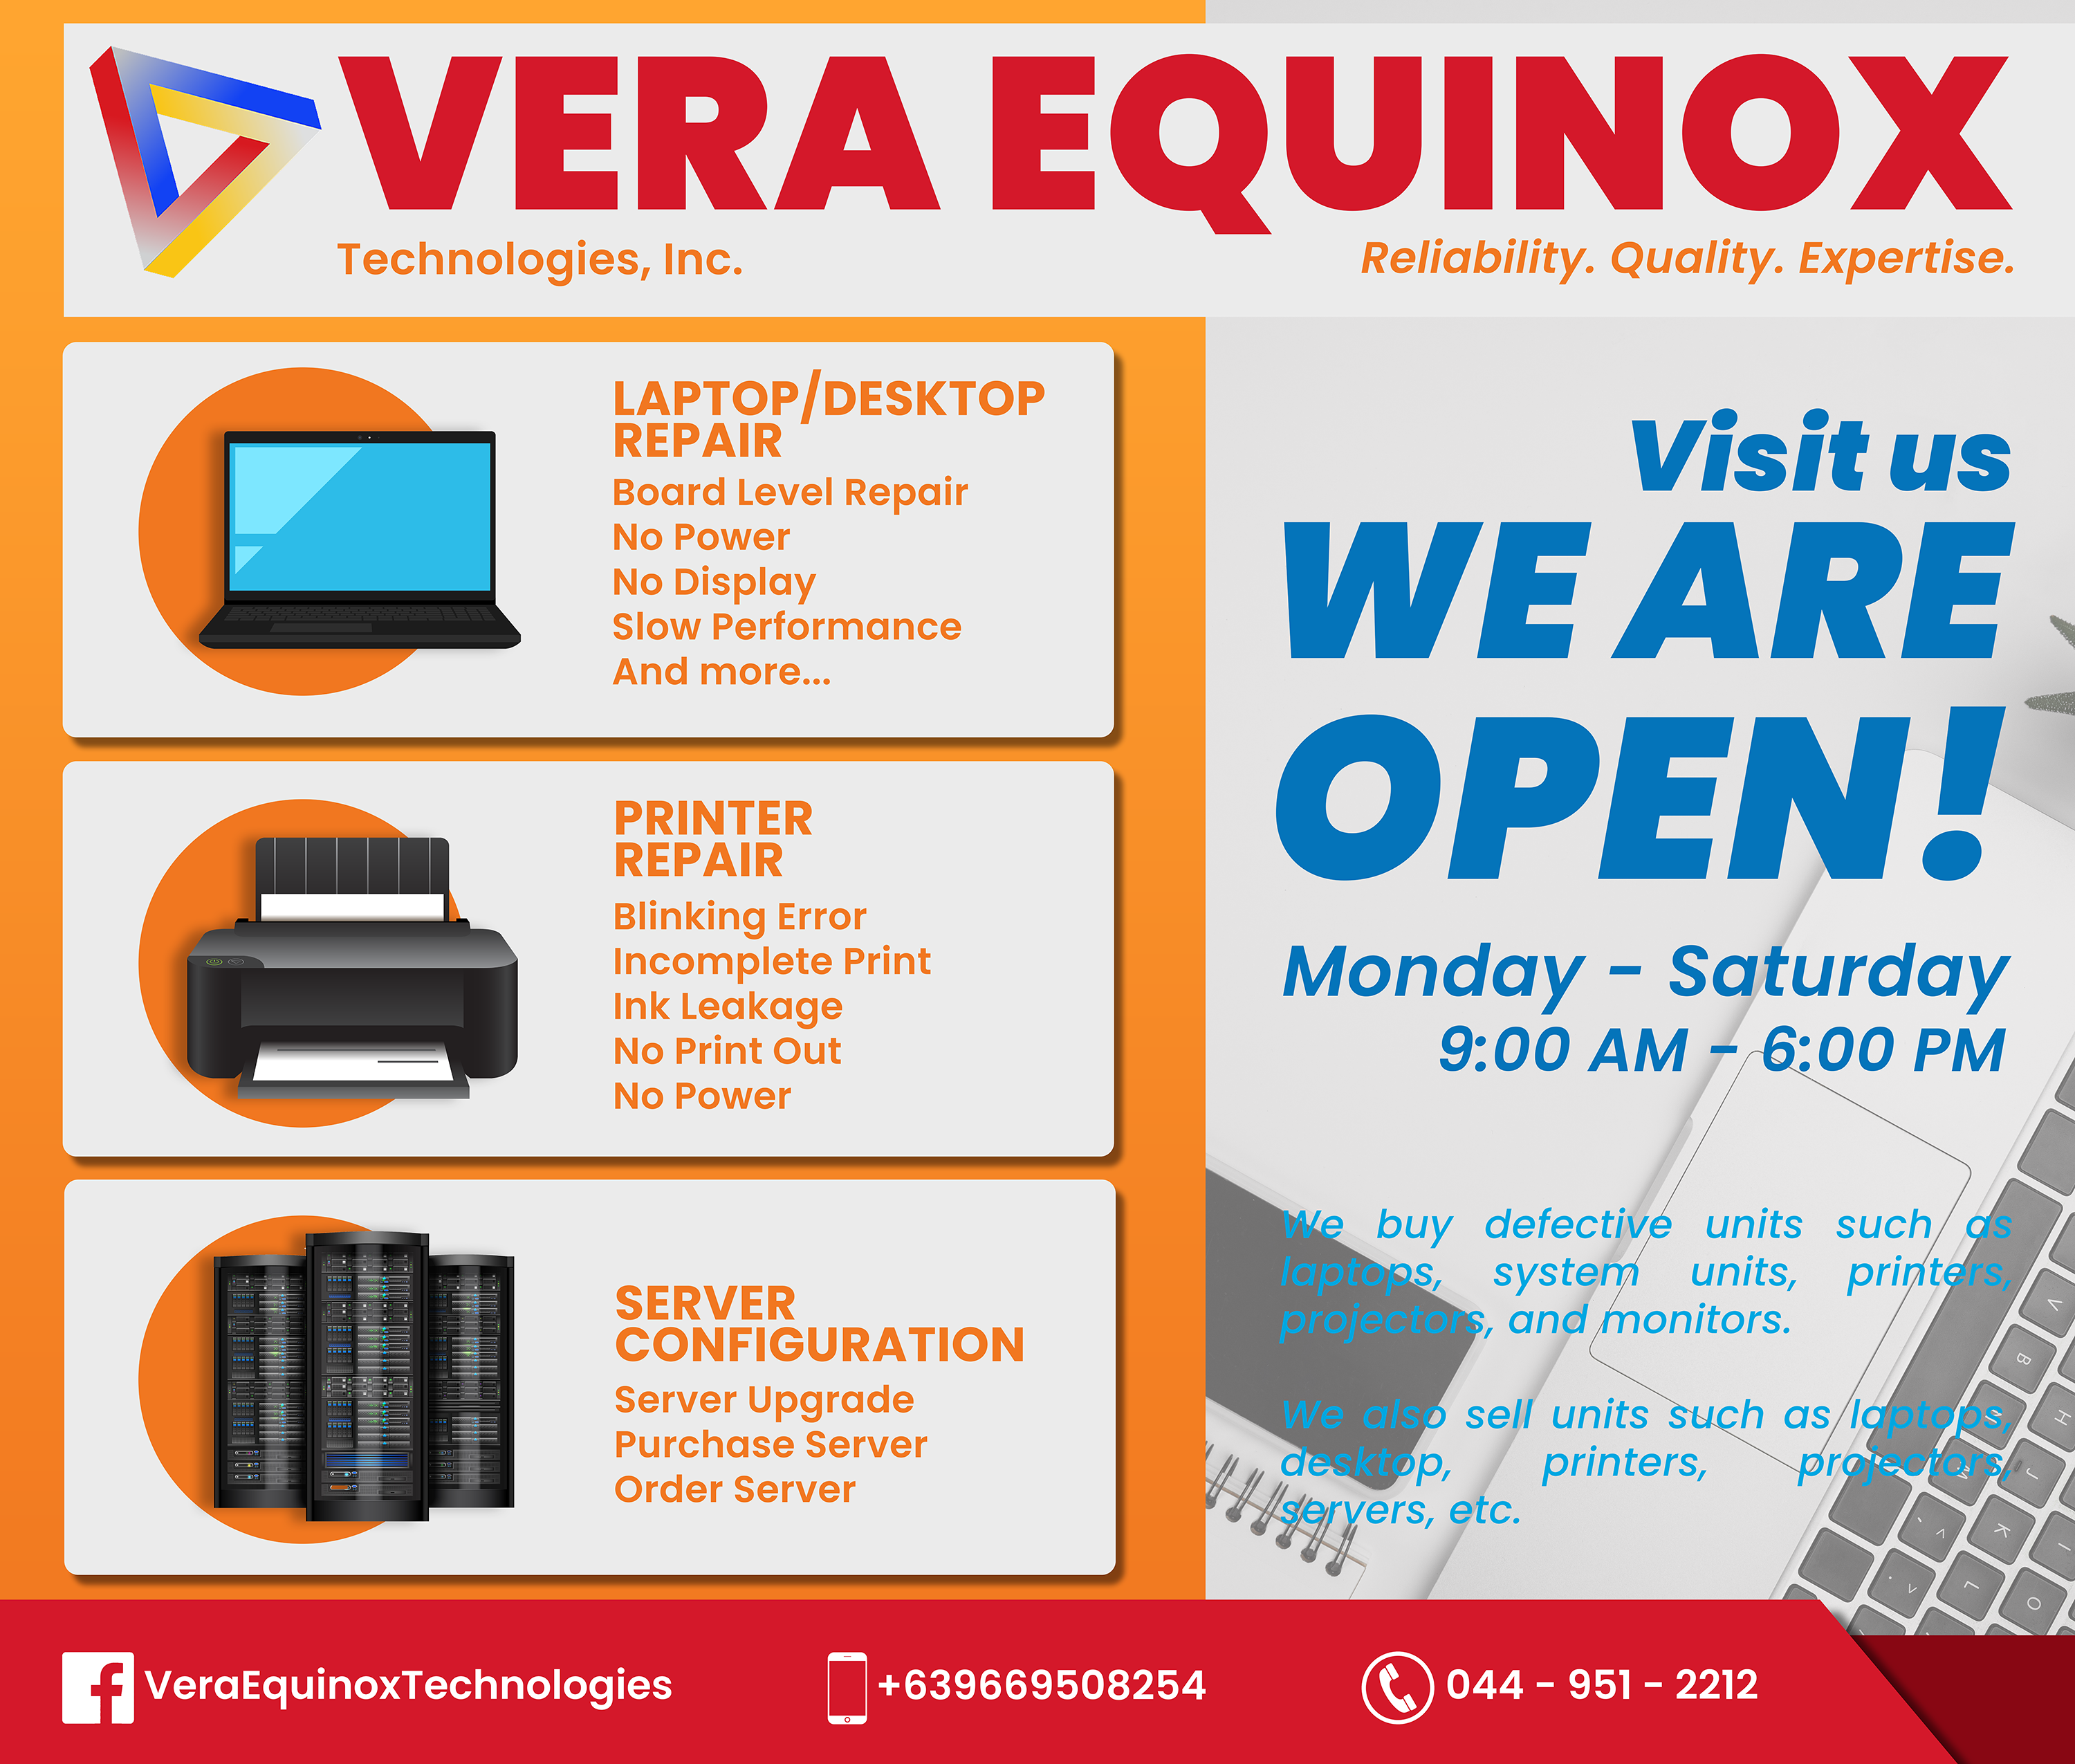 VERA EQUINOX
Technologies, Inc.
Reliability. Quality. Expertise.
LAPTOP/DESKTOP
REPAIR
Board Level Repair
No Power
No Display
Slow Performance
And more...
PRINTER
REPAIR
Blinking Error
Incomplete Print
Ink Leakage
No Print Out
No Power
SERVER
CONFIGURATION
Server Upgrade
Purchase Server
Order Server
Visit us
WE ARE
OPEN!
Monday - Saturday
9:00 AM - 6:00 PM
We buy defective units such as
laptops, system units, printers,
projectors, and monitors.
We also sell units such as laptops,
desktop, printers, projectors,
servers, etc.
VeraEquinoxTechnologies
+639669508254
044 - 951 - 2212